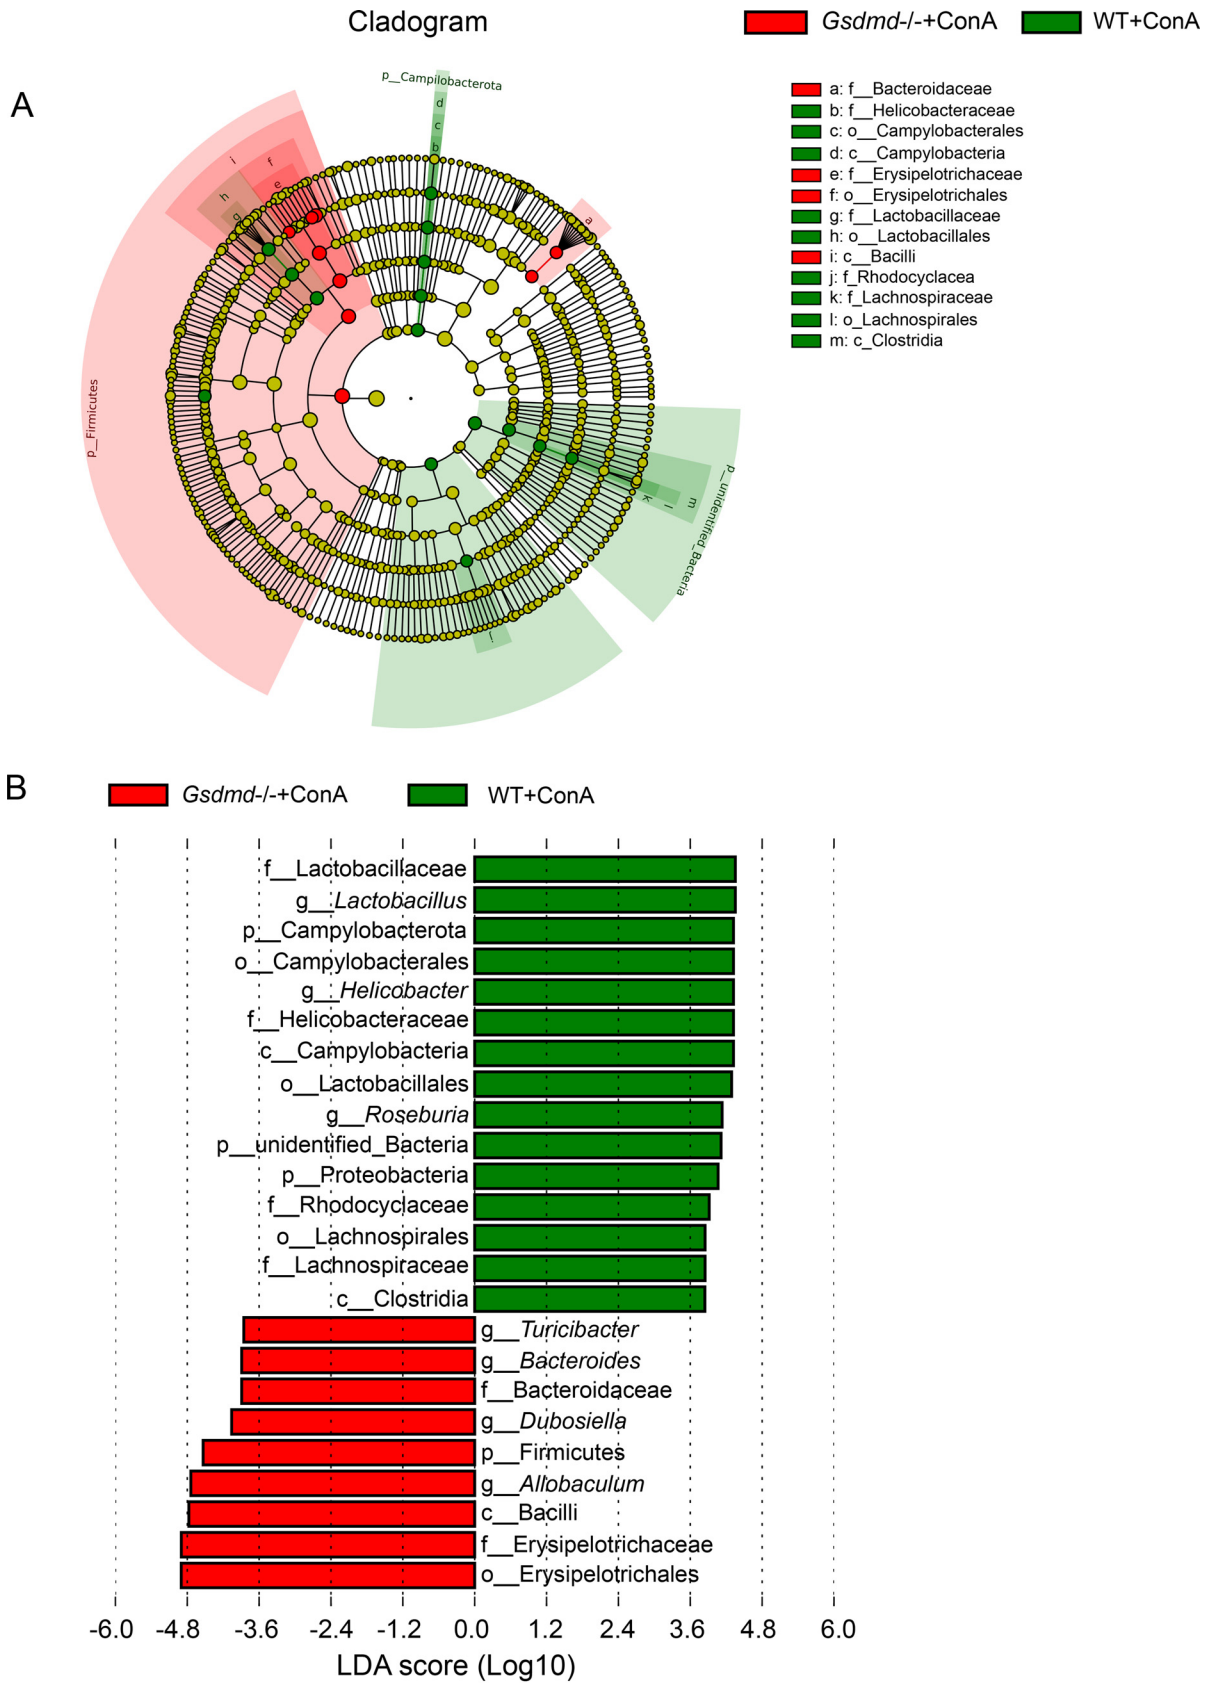 Cladogram
Gsdmd-/-+ConA
WT+ConA
A
p__Campilobacterota
d
c
b
a
i
f
e
h
g
p__Firmicutes
k
l
m
p__unidentified_Bacteria
j
a: f__Bacteroidaceae
b: f__Helicobacteraceae
c: o__Campylobacterales
d: c__Campylobacteria
e: f__Erysipelotrichaceae
f: o__Erysipelotrichales
g: f__Lactobacillaceae
h: o__Lactobacillales
i: c__Bacilli
j: f_Rhodocyclacea
k: f_Lachnospiraceae
l: o_Lachnospirales
m: c_Clostridia
B
Gsdmd-/-+ConA
WT+ConA
f__Lactobacillaceae
g__Lactobacillus
p__Campylobacterota
o__Campylobacterales
g__Helicobacter
f__Helicobacteraceae
c__Campylobacteria
o__Lactobacillales
g__Roseburia
p__unidentified_Bacteria
p__Proteobacteria
f__Rhodocyclaceae
o__Lachnospirales
f__Lachnospiraceae
c__Clostridia
g__Turicibacter
g__Bacteroides
f__Bacteroidaceae
g__Dubosiella
p__Firmicutes
g__Allobaculum
c__Bacilli
f__Erysipelotrichaceae
o__Erysipelotrichales
-6.0 -4.8 -3.6 -2.4 -1.2 0.0 1.2 2.4 3.6 4.8 6.0
LDA score (Log10)